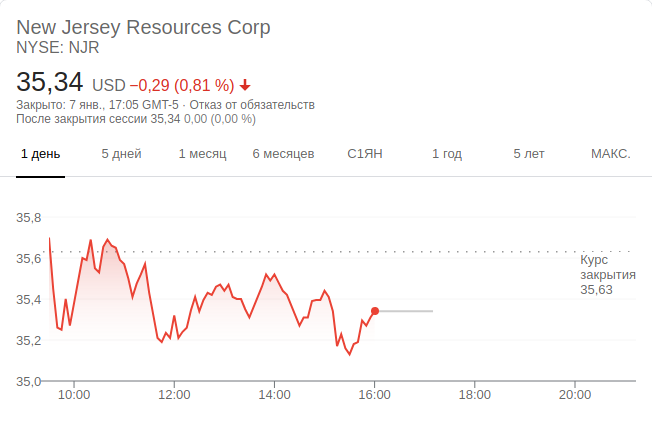 New Jersey Resources Corp
NYSE: NJR
35,34 USD −0,29 (0,81 %)
Закрыто: 7 янв., 17:05 GMT-5 · Отказ от обязательств
После закрытия сессии 35,34 0,00 (0,00 %)
1 день 5 дней 1 месяц 6 месяцев С1ЯН 1 год 5 лет МАКС.
35,8
35,6
35,4
35,2
35,0
Курс
закрытия
35,63
10:00 12:00 14:00 16:00 18:00 20:00